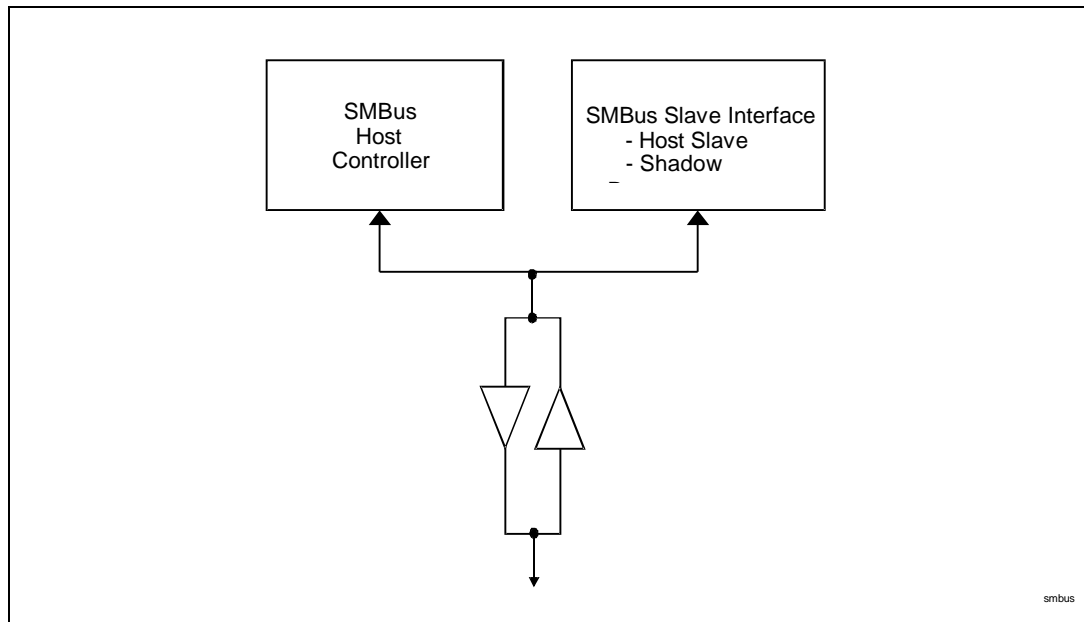 SMBus
Host
Controller
SMBus Slave Interface
- Host Slave
- Shadow
smbus